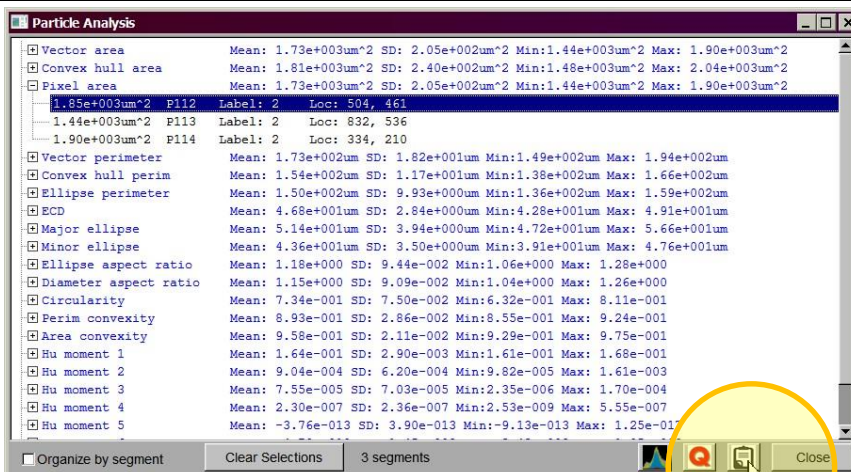 Particle Analysis
Vector area Mean: 1.73e+003um^2 SD: 2.05e+002um^2 Min:1.44e+003um^2 Max: 1.90e+003um^2
Convex hull area Mean: 1.81e+003um^2 SD: 2.40e+002um^2 Min:1.48e+003um^2 Max: 2.04e+003um^2
Pixel area Mean: 1.73e+003um^2 SD: 2.05e+002um^2 Min:1.44e+003um^2 Max: 1.90e+003um^2
1.85e+003um^2 P112 Label: 2 Loc: 504, 461
1.44e+003um^2 P113 Label: 2 Loc: 832, 536
1.90e+003um^2 P114 Label: 2 Loc: 334, 210
Vector perimeter Mean: 1.73e+002um SD: 1.82e+001um Min:1.49e+002um Max: 1.94e+002um
Convex hull perim Mean: 1.54e+002um SD: 1.17e+001um Min:1.38e+002um Max: 1.66e+002um
Ellipse perimeter Mean: 1.50e+002um SD: 9.93e+000um Min:1.36e+002um Max: 1.59e+002um
ECD Mean: 4.68e+001um SD: 2.84e+000um Min:4.28e+001um Max: 4.91e+001um
Major ellipse Mean: 5.14e+001um SD: 3.94e+000um Min:4.72e+001um Max: 5.66e+001um
Minor ellipse Mean: 4.36e+001um SD: 3.50e+000um Min:3.91e+001um Max: 4.76e+001um
Ellipse aspect ratio Mean: 1.18e+000 SD: 9.44e-002 Min:1.06e+000 Max: 1.28e+000
Diameter aspect ratio Mean: 1.15e+000 SD: 9.09e-002 Min:1.04e+000 Max: 1.26e+000
Circularity Mean: 7.34e-001 SD: 7.50e-002 Min:6.32e-001 Max: 8.11e-001
Perim convexity Mean: 8.93e-001 SD: 2.86e-002 Min:8.55e-001 Max: 9.24e-001
Area convexity Mean: 9.58e-001 SD: 2.11e-002 Min:9.29e-001 Max: 9.75e-001
Hu moment 1 Mean: 1.64e-001 SD: 2.90e-003 Min:1.61e-001 Max: 1.68e-001
Hu moment 2 Mean: 9.04e-004 SD: 6.20e-004 Min:9.82e-005 Max: 1.61e-003
Hu moment 3 Mean: 7.55e-005 SD: 7.03e-005 Min:2.35e-006 Max: 1.70e-004
Hu moment 4 Mean: 2.30e-007 SD: 2.36e-007 Min:2.53e-009 Max: 5.55e-007
Hu moment 5 Mean: -3.76e-013 SD: 3.90e-013 Min:-9.13e-013 Max:
Organize by segment Clear Selections 3 segments Q Close